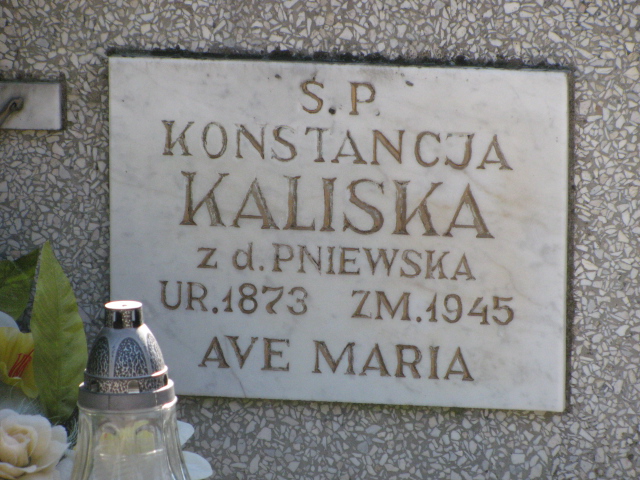 Ś.P.
KONSTANCJA
KALISKA
z d. PNIEWSKA
UR.1873 ZM.1945
AVE MARIA